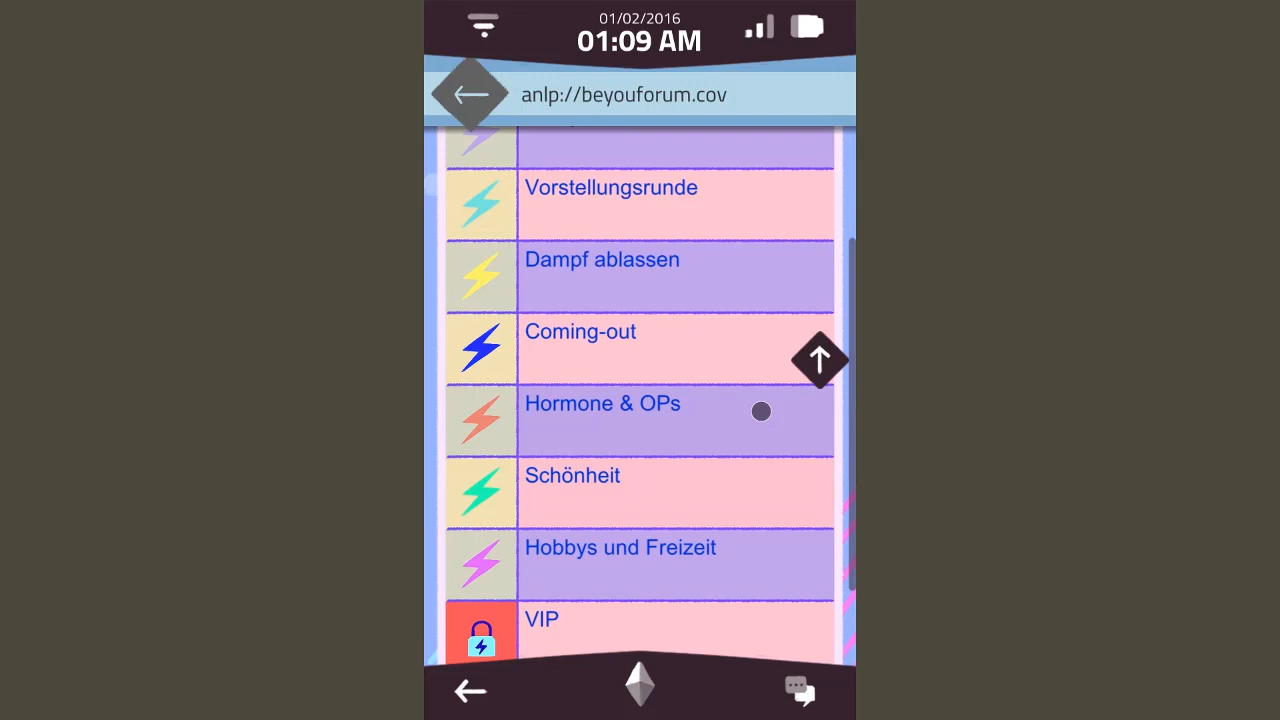 01/02/2016
01:09 AM
anlp://beyouforum.cov
Vorstellungsrunde
Dampf ablassen
Coming-out
Hormone & OPs
Schönheit
Hobbys und Freizeit
VIP